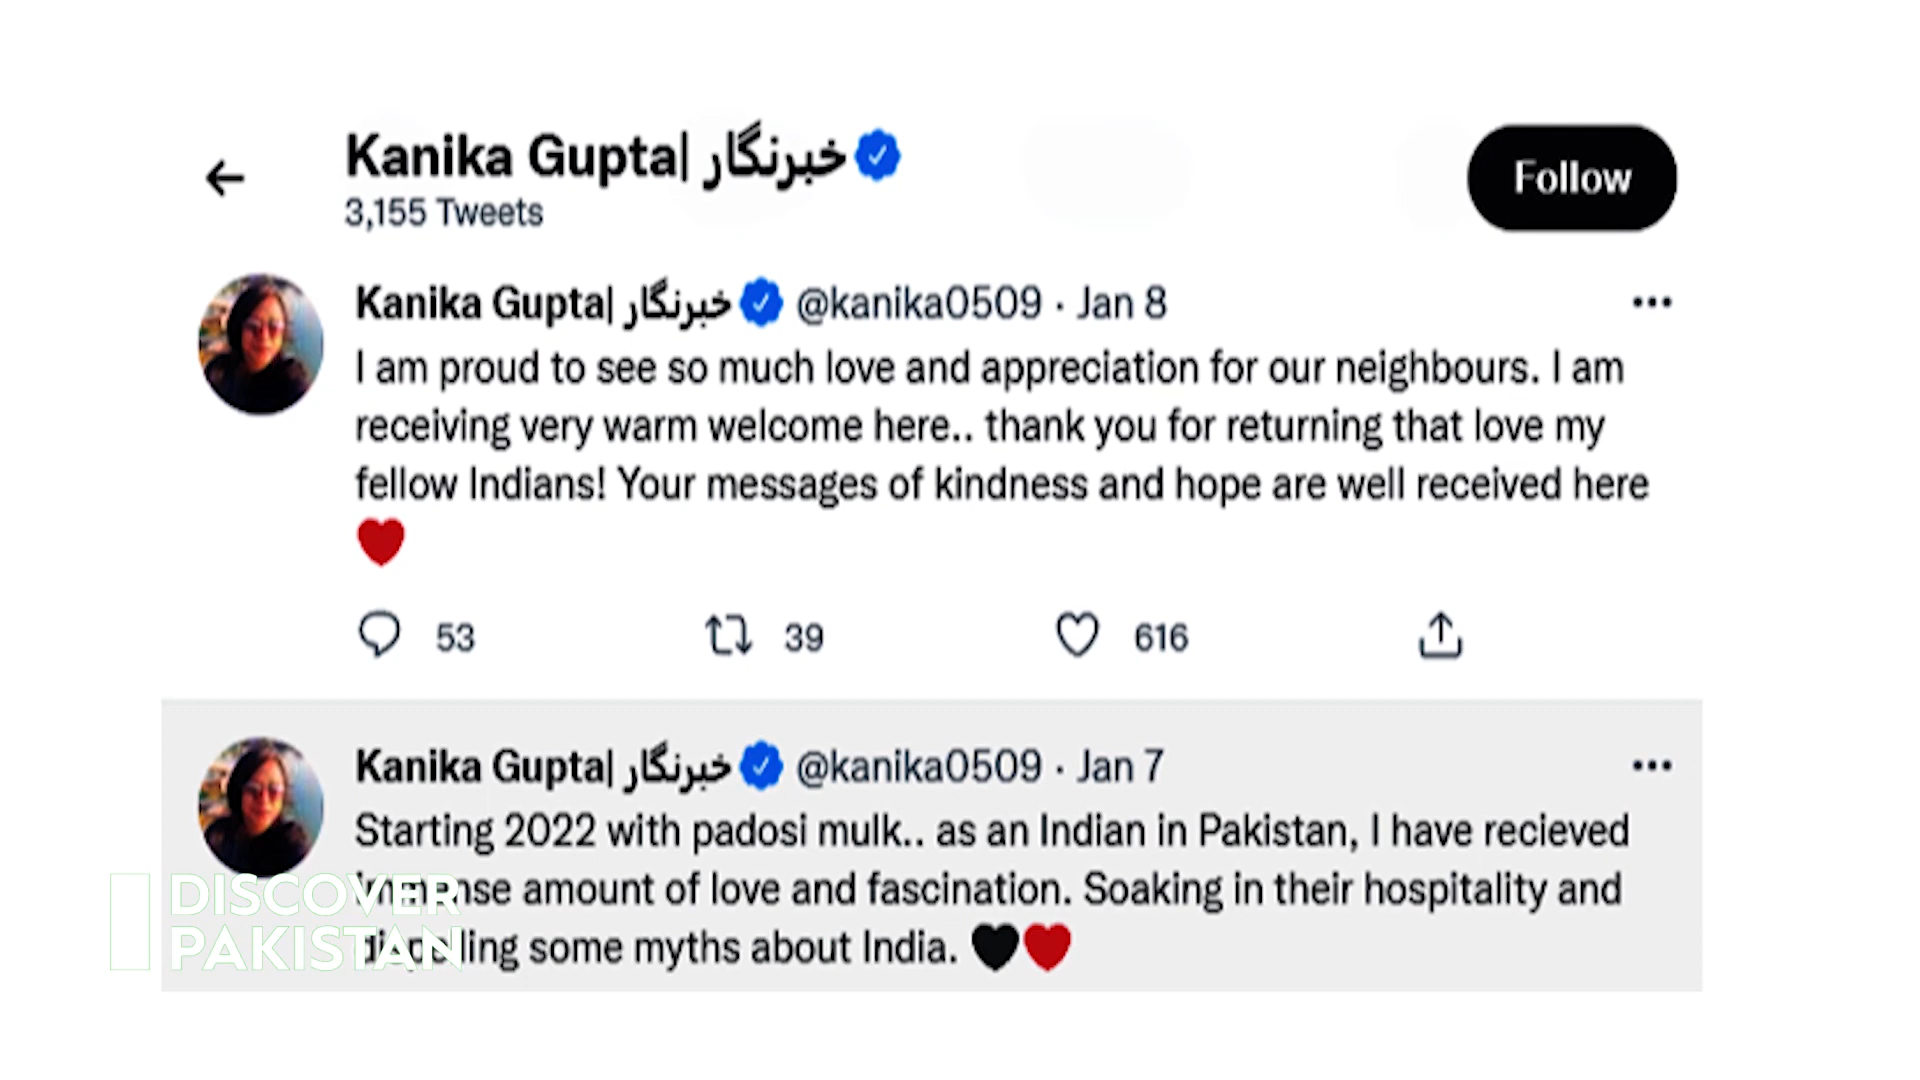 Kanika Gupta| خبرنگار
3,155 Tweets
Follow
Kanika Gupta| خبرنگار @kanika0509 · Jan 8
I am proud to see so much love and appreciation for our neighbours. I am
receiving very warm welcome here.. thank you for returning that love my
fellow Indians! Your messages of kindness and hope are well received here
❤️
53 39 616
Kanika Gupta| خبرنگار @kanika0509 · Jan 7
Starting 2022 with padosi mulk.. as an Indian in Pakistan, I have recieved
immense amount of love and fascination. Soaking in their hospitality and
dispelling some myths about India. 🖤❤️
DISCOVER
PAKISTAN